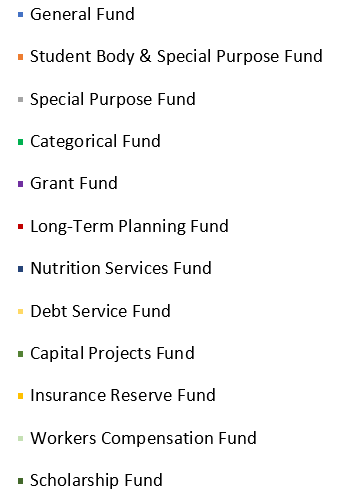 General Fund
Student Body & Special Purpose Fund
Special Purpose Fund
Categorical Fund
Grant Fund
Long-Term Planning Fund
Nutrition Services Fund
Debt Service Fund
Capital Projects Fund
Insurance Reserve Fund
Workers Compensation Fund
Scholarship Fund